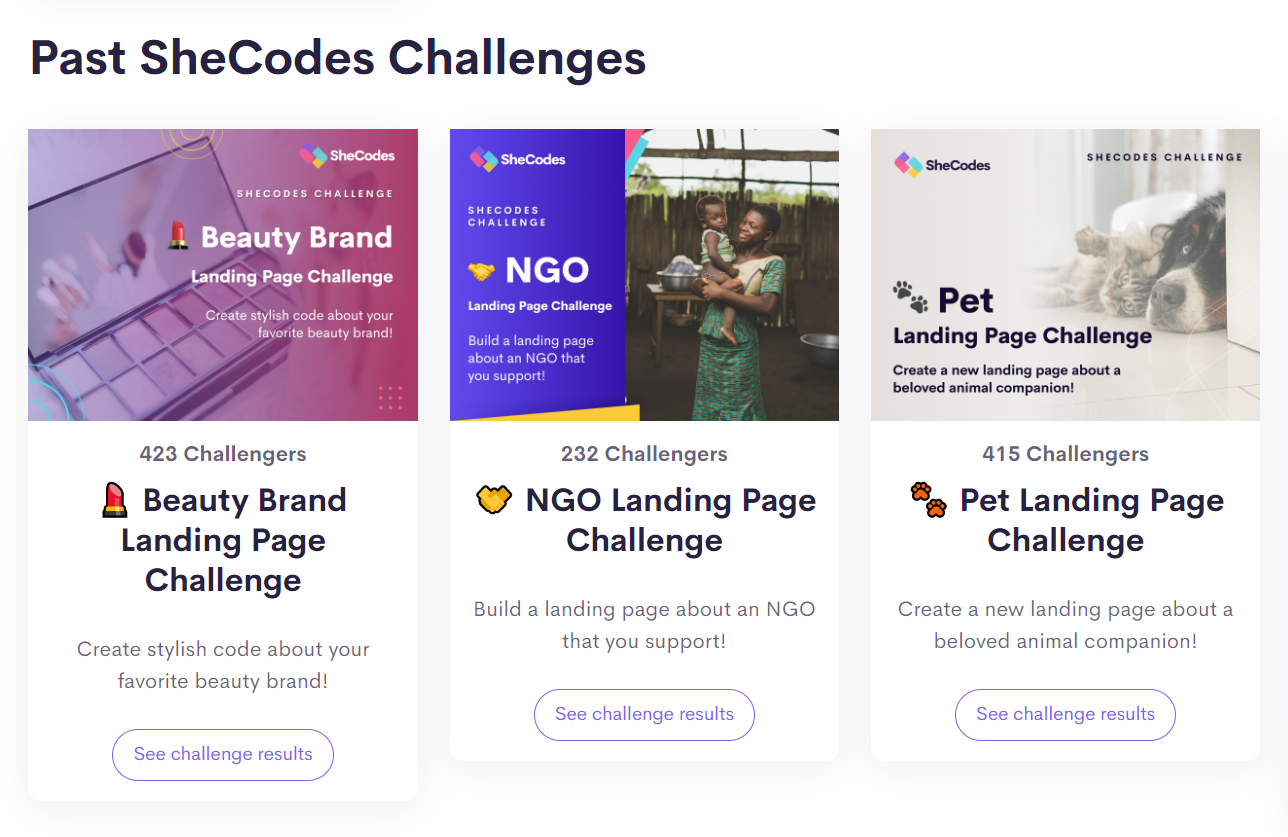 Past SheCodes Challenges
SheCodes
SHECODES CHALLENGE
Beauty Brand
Landing Page Challenge
Create stylish code about your
favorite beauty brand!
423 Challengers
Beauty Brand
Landing Page
Challenge
Create stylish code about your
favorite beauty brand!
See challenge results
SheCodes
SHECODES
CHALLENGE
NGO
Landing Page Challenge
Build a landing page
about an NGO that
you support!
232 Challengers
NGO Landing Page
Challenge
Build a landing page about an NGO
that you support!
See challenge results
SheCodes
SHECODES CHALLENGE
Pet
Landing Page Challenge
Create a new landing page about a
beloved animal companion!
415 Challengers
Pet Landing Page
Challenge
Create a new landing page about a
beloved animal companion!
See challenge results